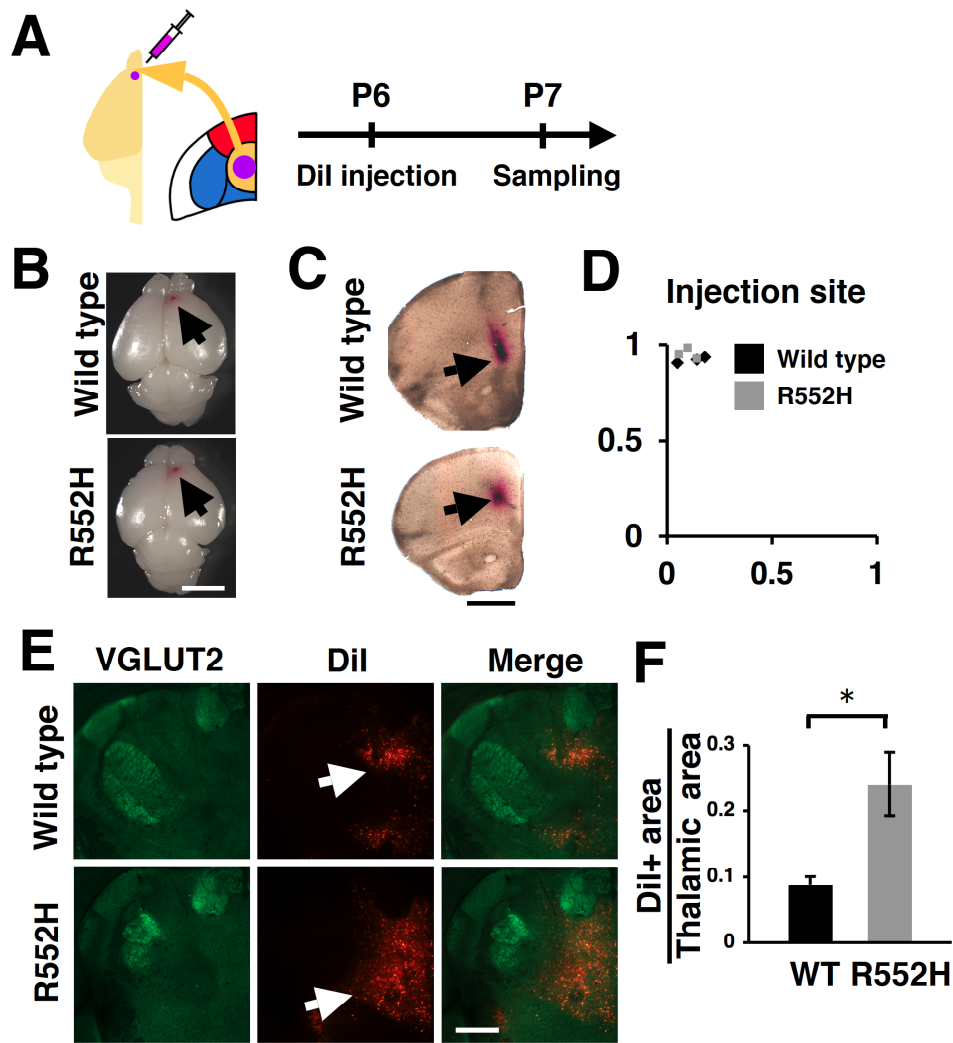 A
P6
P7
DiI injection
Sampling
B
Wild type
R552H
C
Wild type
R552H
D
Injection site
1
0.5
0
0
0.5
1
Wild type
R552H
E
VGLUT2
DiI
Merge
Wild type
R552H
F
*
DiI+ area
Thalamic area
0.3
0.2
0.1
0
WT
R552H